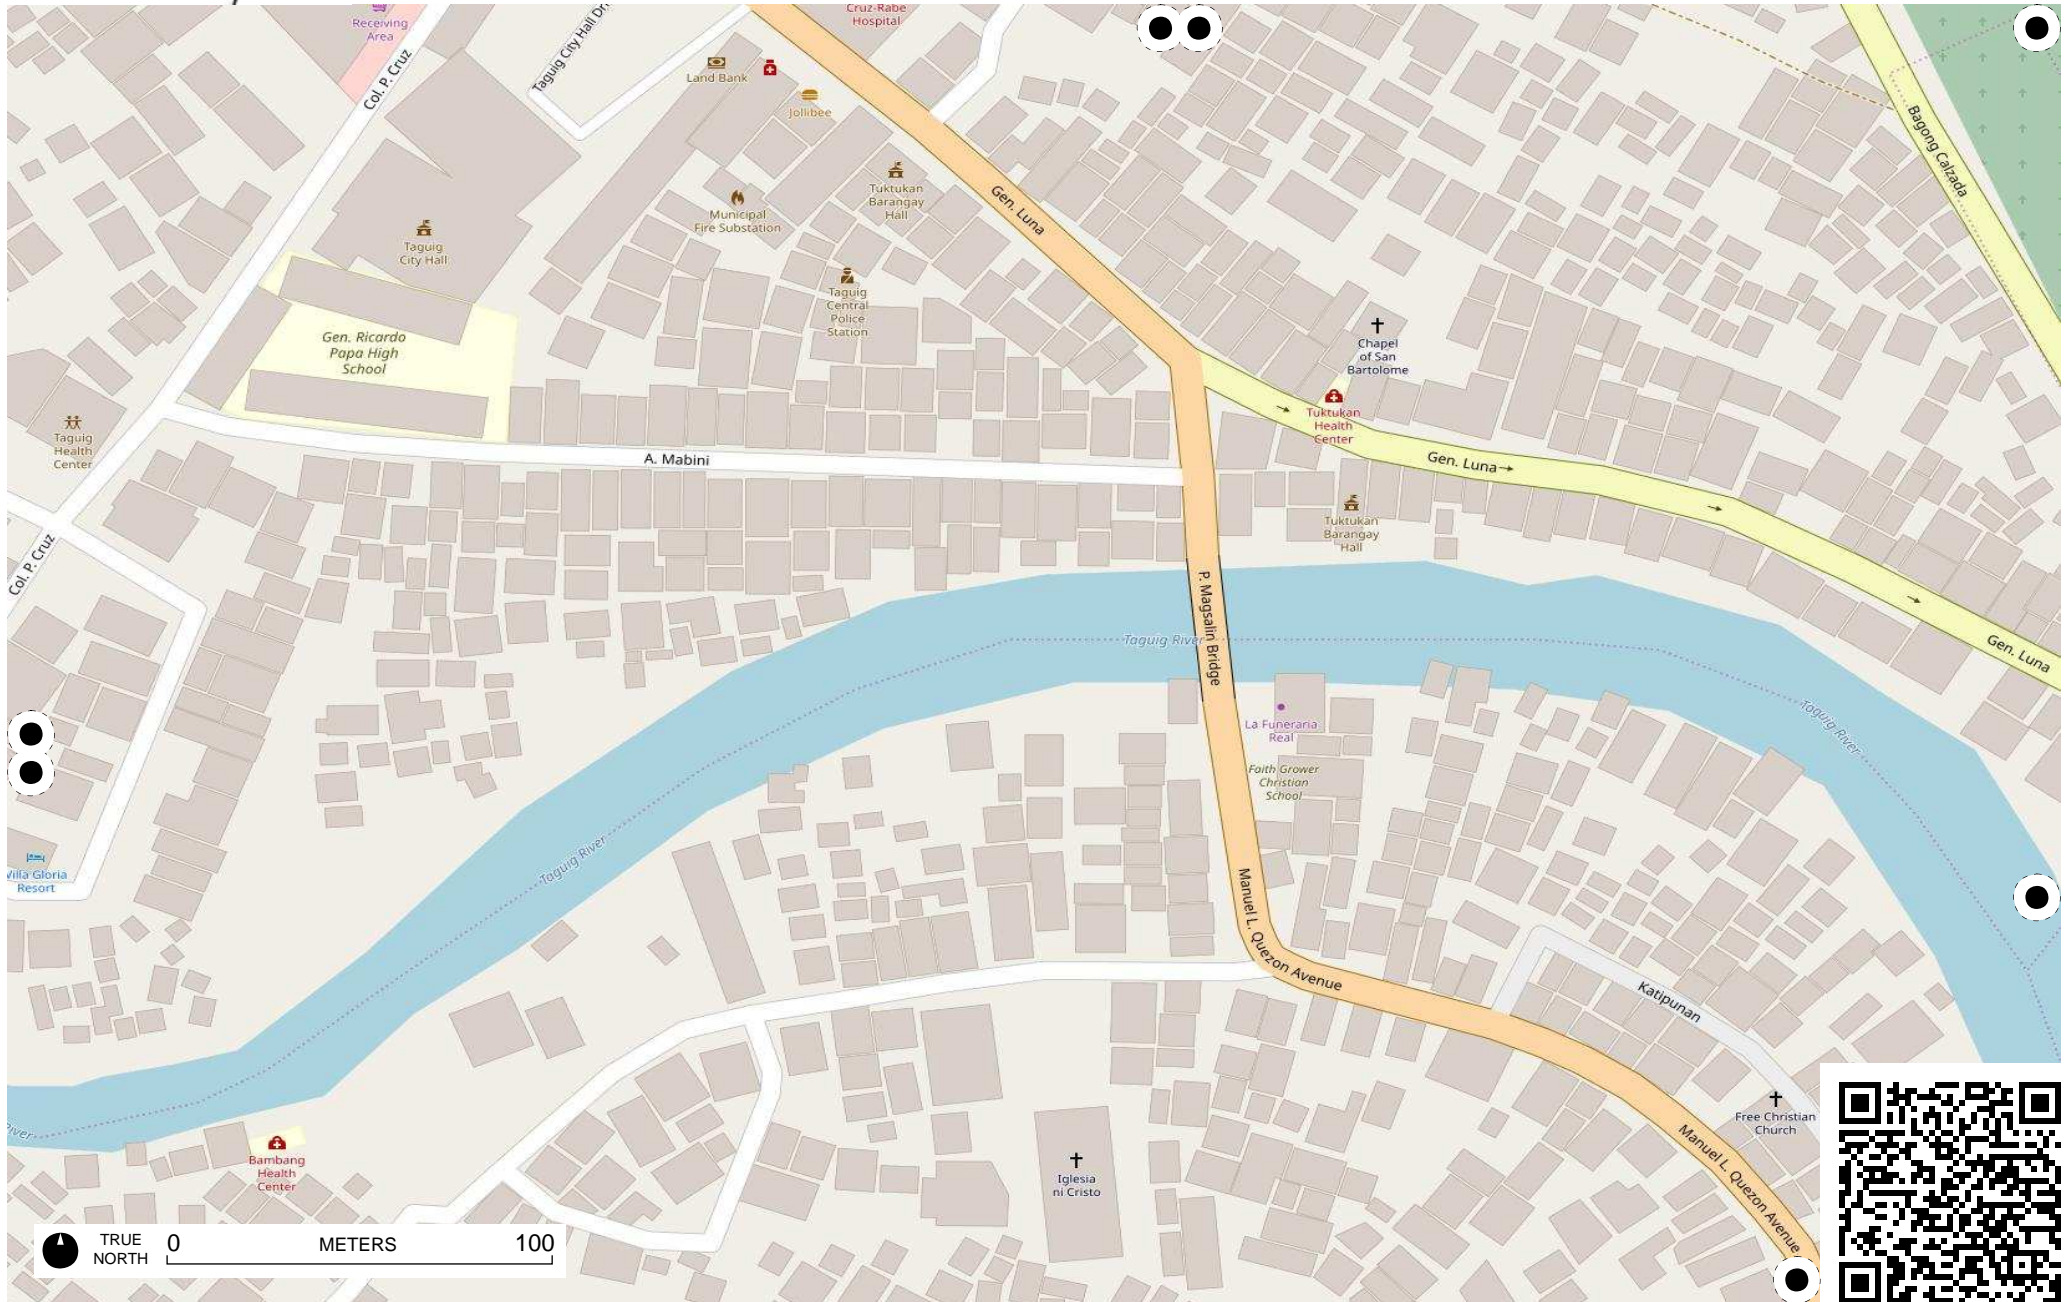 Receiving
Area
Col. P. Cruz
Taguig City Hall Dr
Cruz-Rabe
Hospital
Land Bank
Jollibee
Bagong Calzada
Gen. Luna
Tuktukan
Barangay
Hall
Municipal
Fire Substation
Taguig
City Hall
Taguig
Central
Police
Station
Gen. Ricardo
Papa High
School
Chapel
of San
Bartolome
Tuktukan
Health
Center
Taguig
Health
Center
A. Mabini
Gen. Luna
Tuktukan
Barangay
Hall
Col. P. Cruz
P. Magsalin Bridge
Taguig River
Gen. Luna
Taguig River
La Funeraria
Real
Faith Grower
Christian
School
Taguig River
Villa Gloria
Resort
Manuel L. Quezon Avenue
Katipunan
Free Christian
Church
Manuel L. Quezon Avenue
River
Bambang
Health
Center
Iglesia
ni Cristo
TRUE
NORTH
0 METERS 100